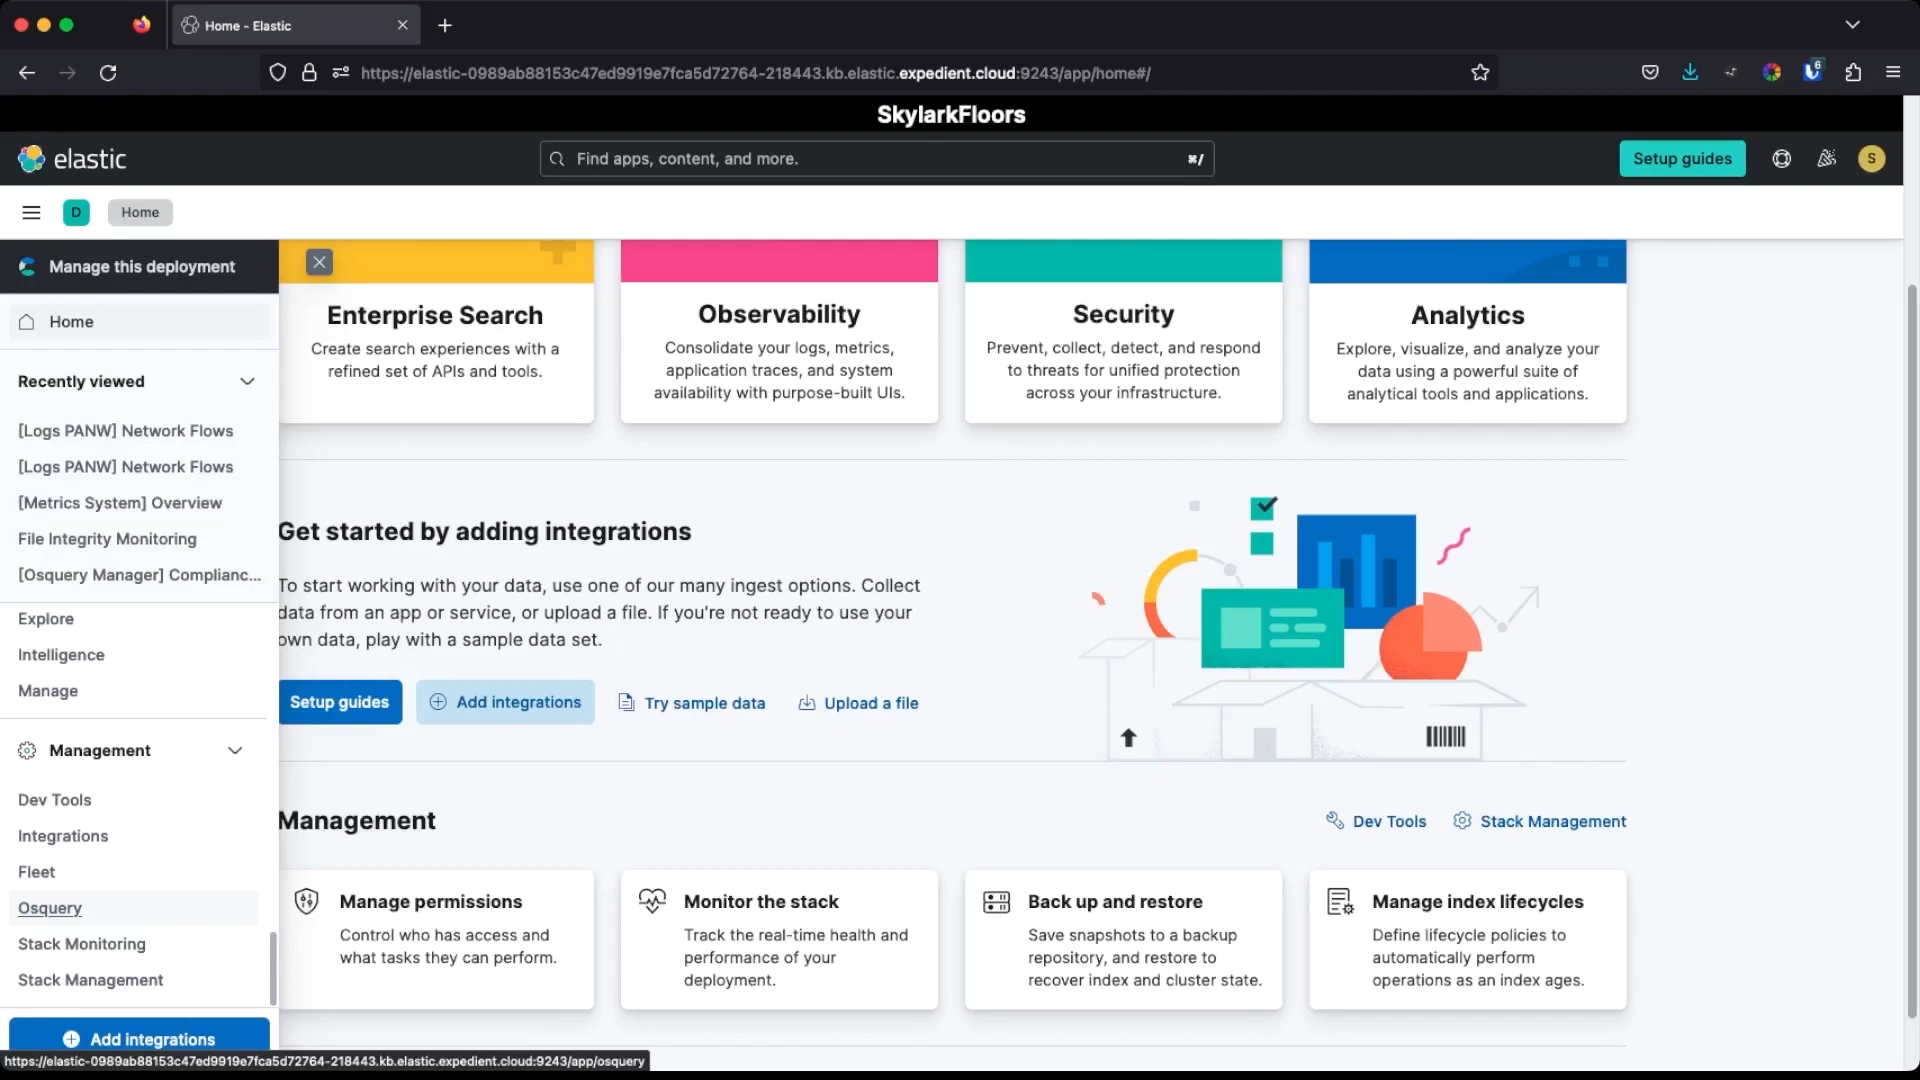 Home - Elastic
https://elastic-0989ab88153c47ed9919e7fca5d72764-218443.kb.elastic.expedient.cloud:9243/app/home#/
6
SkylarkFloors
elastic
Find apps, content, and more.
⌘/
Setup guides
S
D
Home
Manage this deployment
Home
Recently viewed
[Logs PANW] Network Flows
[Logs PANW] Network Flows
[Metrics System] Overview
File Integrity Monitoring
[Osquery Manager] Complianc...
Explore
Intelligence
Manage
Management
Dev Tools
Integrations
Fleet
Osquery
Stack Monitoring
Stack Management
Add integrations
Enterprise Search
Create search experiences with a
refined set of APIs and tools.
Observability
Consolidate your logs, metrics,
application traces, and system
availability with purpose-built UIs.
Security
Prevent, collect, detect, and respond
to threats for unified protection
across your infrastructure.
Analytics
Explore, visualize, and analyze your
data using a powerful suite of
analytical tools and applications.
Get started by adding integrations
To start working with your data, use one of our many ingest options. Collect
data from an app or service, or upload a file. If you're not ready to use your
own data, play with a sample data set.
Setup guides
Add integrations
Try sample data
Upload a file
Management
Dev Tools
Stack Management
Manage permissions
Control who has access and
what tasks they can perform.
Monitor the stack
Track the real-time health and
performance of your
deployment.
Back up and restore
Save snapshots to a backup
repository, and restore to
recover index and cluster state.
Manage index lifecycles
Define lifecycle policies to
automatically perform
operations as an index ages.
https://elastic-0989ab88153c47ed9919e7fca5d72764-218443.kb.elastic.expedient.cloud:9243/app/osquery